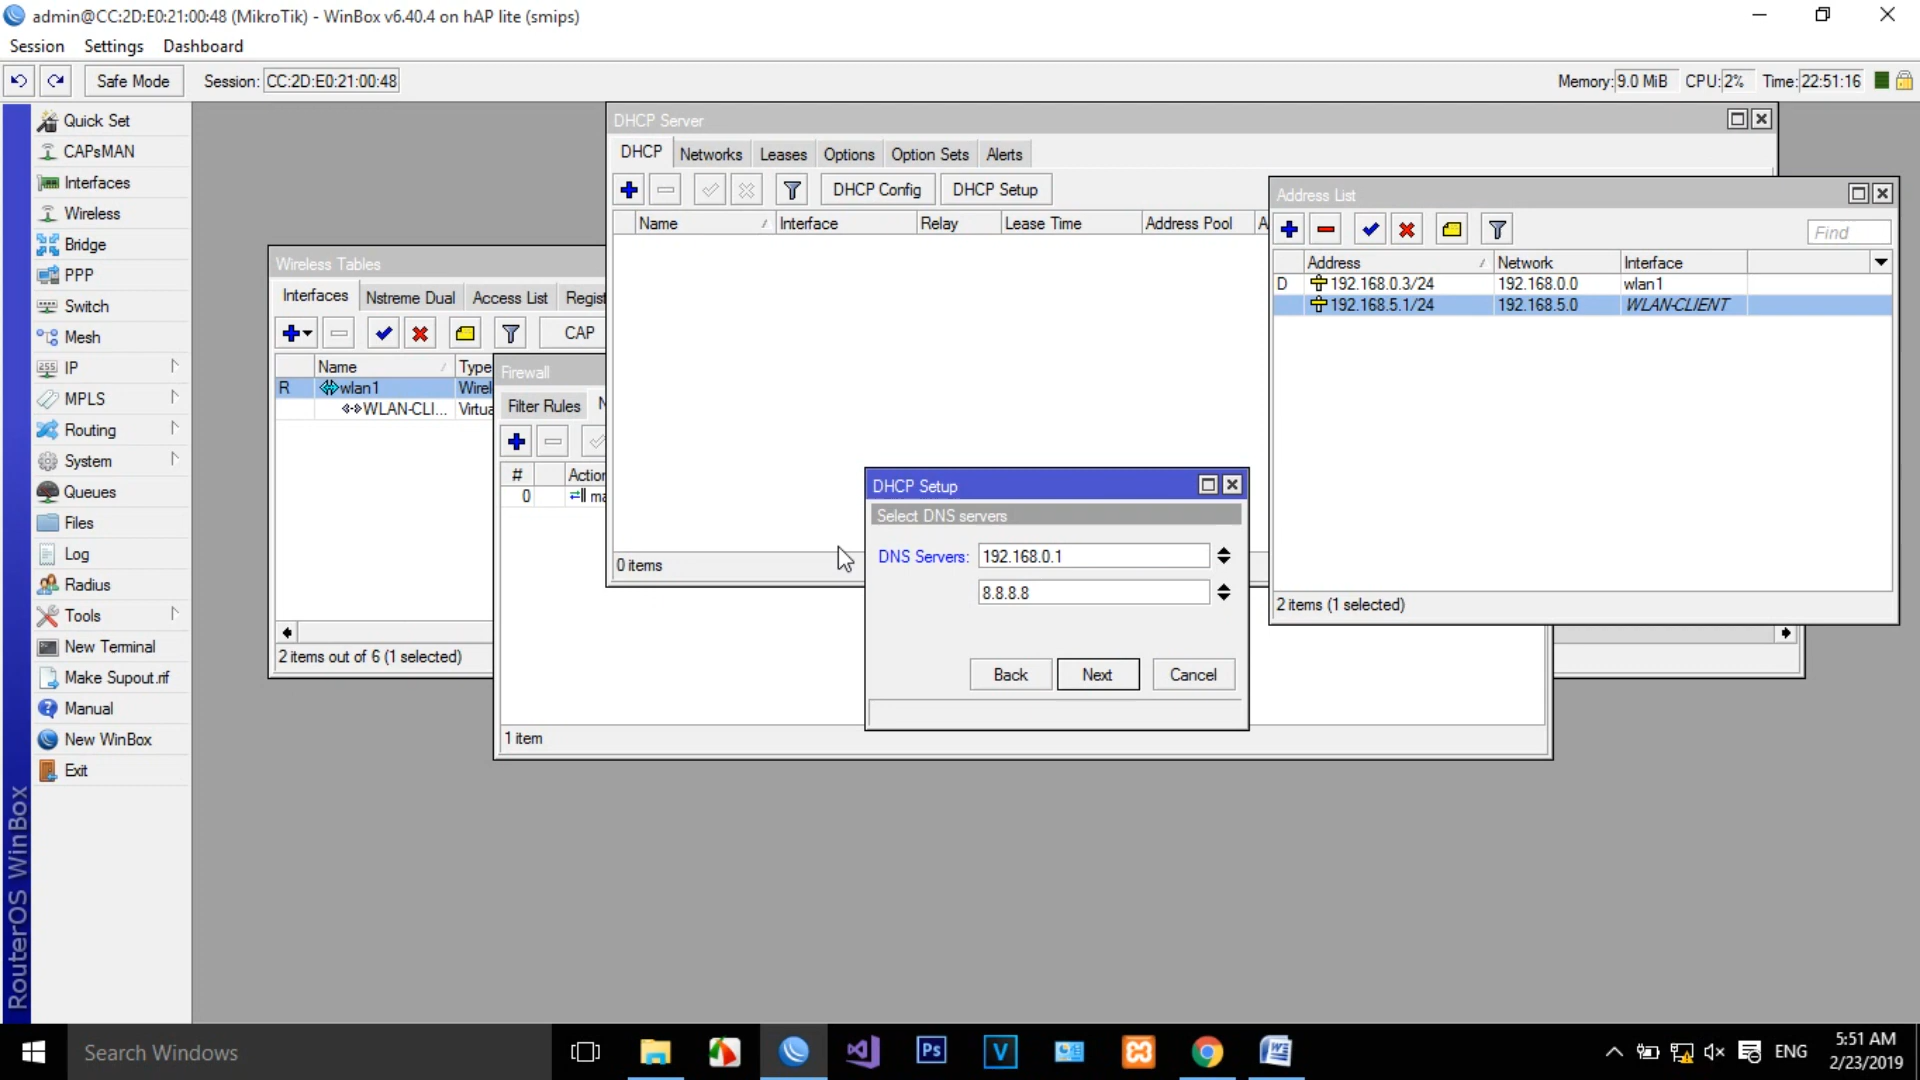 admin@CC:2D:E0:21:00:48 (MikroTik) - WinBox v6.40.4 on hAP lite (smips)
Session Settings Dashboard
Safe Mode Session: CC:2D:E0:21:00:48 Memory: 9.0 MiB CPU: 2% Time: 22:51:16
Quick Set
CAPsMAN
Interfaces
Wireless
Bridge
PPP
Switch
Mesh
IP
MPLS
Routing
System
Queues
Files
Log
Radius
Tools
New Terminal
Make Supout.rif
Manual
New WinBox
Exit
RouterOS WinBox
Wireless Tables
Interfaces Nstreme Dual Access List Regist
CAP
Name Type
R wlan1 Wirel
WLAN-CLI... Virtua
2 items out of 6 (1 selected)
Firewall
Filter Rules N
# Action
0 ma
1 item
DHCP Server
DHCP Networks Leases Options Option Sets Alerts
DHCP Config DHCP Setup
Name Interface Relay Lease Time Address Pool A
0 items
DHCP Setup
Select DNS servers
DNS Servers: 192.168.0.1
8.8.8.8
Back Next Cancel
Address List
Find
Address Network Interface
D 192.168.0.3/24 192.168.0.0 wlan1
192.168.5.1/24 192.168.5.0 WLAN-CLIENT
2 items (1 selected)
Search Windows
Ps
V
ENG
5:51 AM
2/23/2019